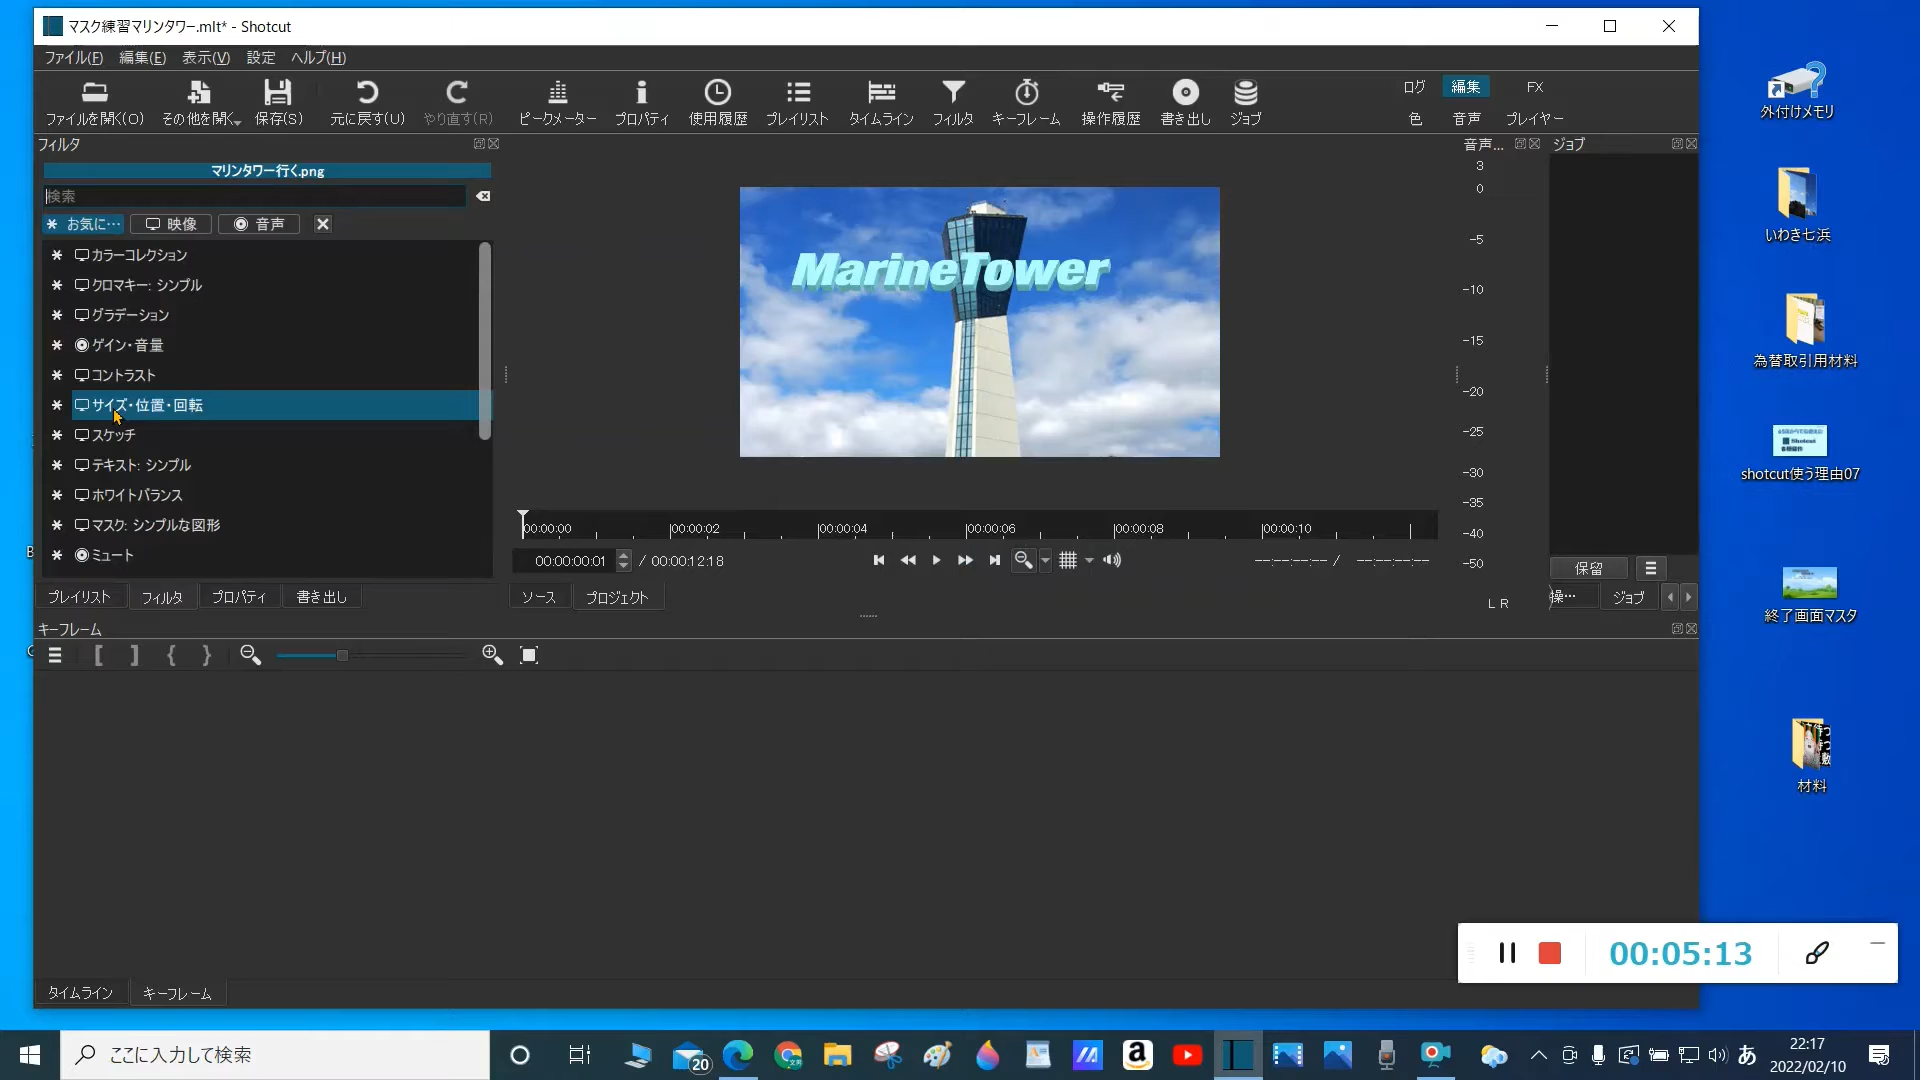 マスク練習マリンタワー.mlt* - Shotcut
ファイル(F) 編集(E) 表示(V) 設定 ヘルプ(H)
ファイルを開く(O) その他を開く 保存(S) 元に戻す(U) やり直す(R) ピークメーター プロパティ 使用履歴 プレイリスト タイムライン フィルタ キーフレーム 操作履歴 書き出し ジョブ
ログ 編集 FX
色 音声 プレイヤー
フィルタ
マリンタワー行く.png
検索
お気に… 映像 音声
カラーコレクション
クロマキー: シンプル
グラデーション
ゲイン・音量
コントラスト
サイズ・位置・回転
スケッチ
テキスト: シンプル
ホワイトバランス
マスク: シンプルな図形
ミュート
プレイリスト フィルタ プロパティ 書き出し
MarineTower
00:00:00 00:00:02 00:00:04 00:00:06 00:00:08 00:00:10
00:00:00:01 / 00:00:12:18
--:--:--:-- / --:--:--:--
ソース プロジェクト
音声...
3
0
-5
-10
-15
-20
-25
-30
-35
-40
-50
L R
ジョブ
保留
操… ジョブ
キーフレーム
タイムライン キーフレーム
外付けメモリ
いわき七浜
為替取引用材料
Shotcut
shotcut使う理由07
終了画面マスタ
材料
00:05:13
ここに入力して検索
20
あ
22:17
2022/02/10